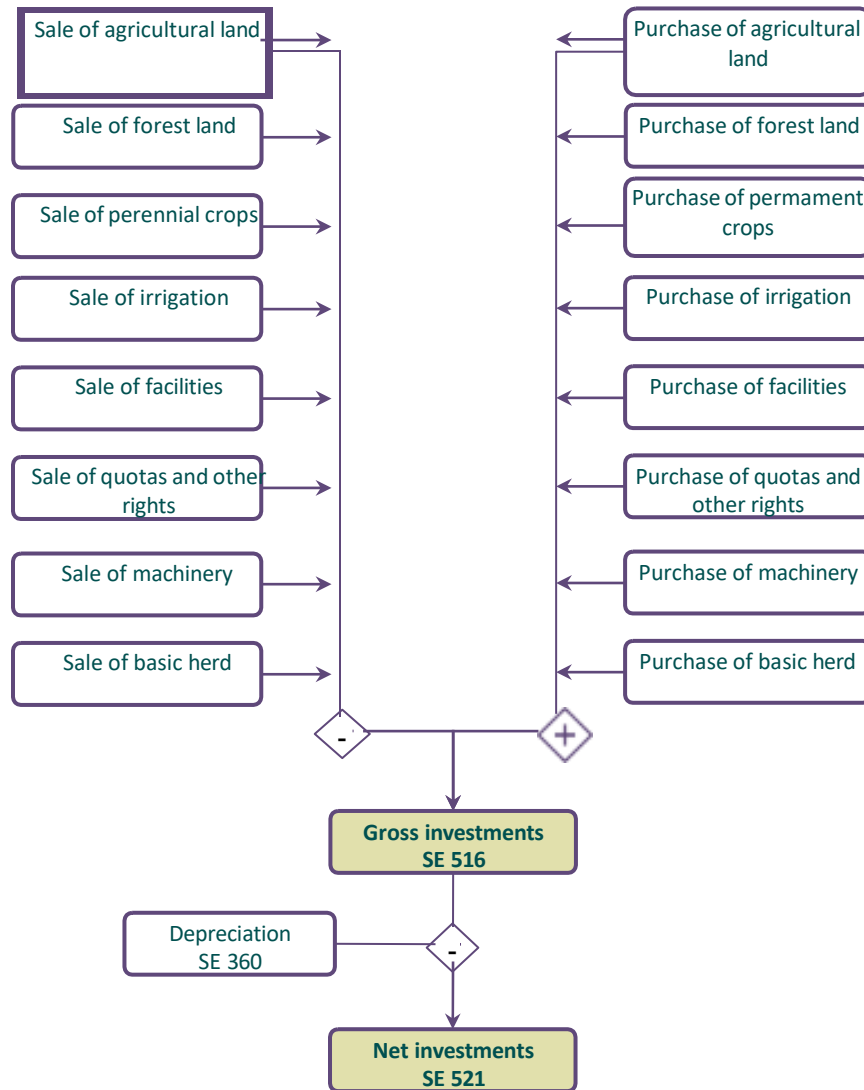 Sale of agricultural land
Purchase of agricultural
land
Sale of forest land
Purchase of forest land
Sale of perennial crops
Purchase of permament
crops
Sale of irrigation
Purchase of irrigation
Sale of facilities
Purchase of facilities
Sale of quotas and other
rights
Purchase of quotas and
other rights
Sale of machinery
Purchase of machinery
Sale of basic herd
Purchase of basic herd
-
+
Gross investments
SE 516
Depreciation
SE 360
-
Net investments
SE 521